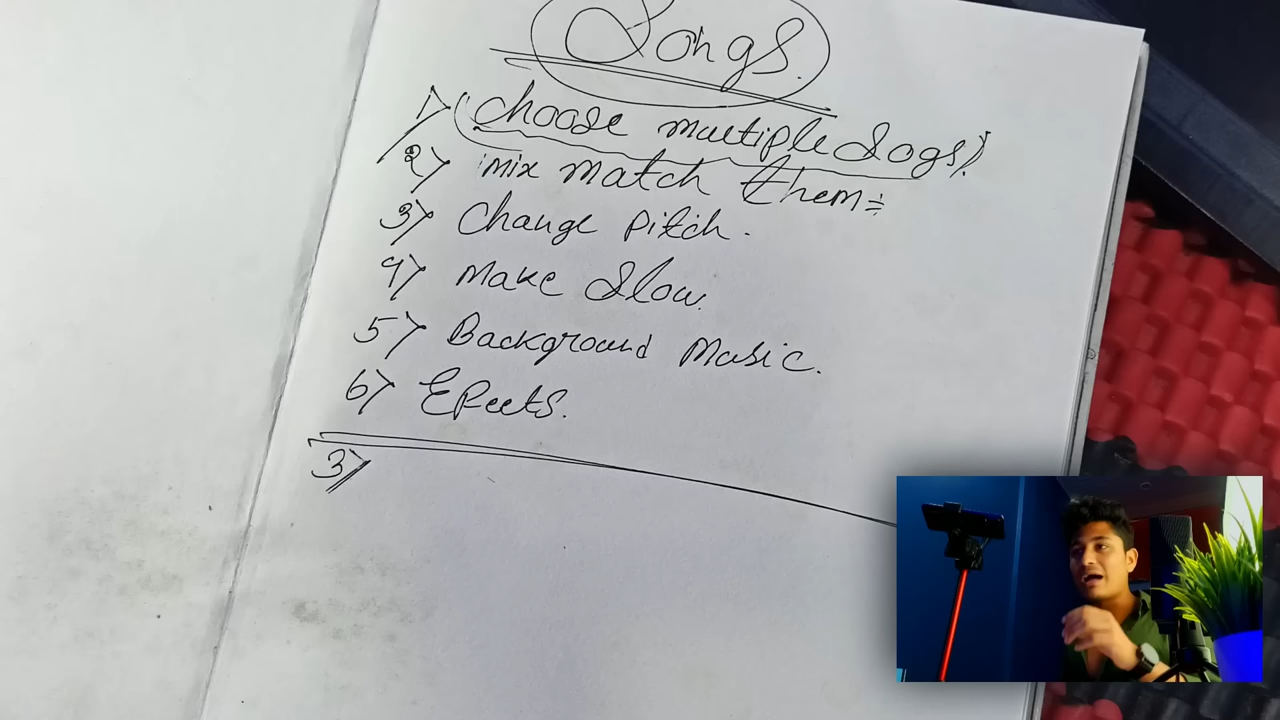 Songs.
1) (Choose multiple Sogs)
2) Mix Match them:
3) Change Pitch.
4) Make Slow.
5) Background Music.
6) Effects.
3)